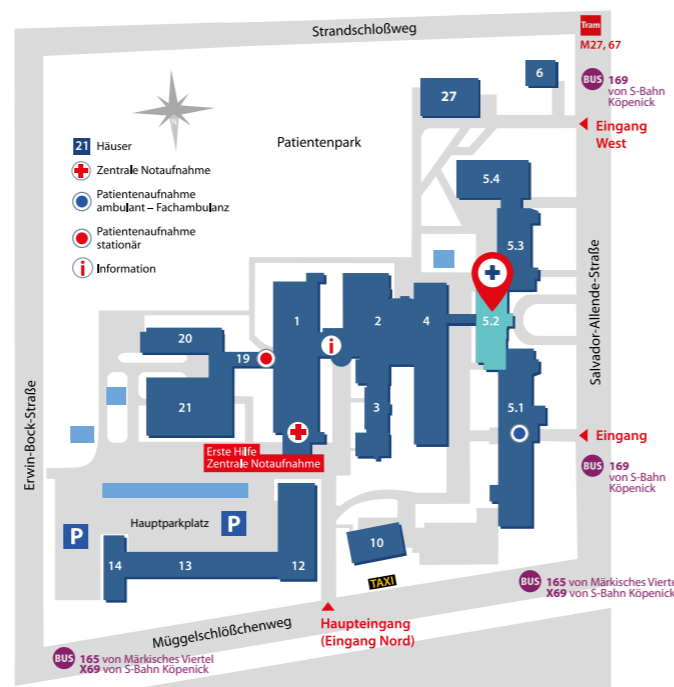 Strandschloßweg
Tram
M27, 67
6
27
BUS 169
von S-Bahn
Köpenick
Eingang
West
N
Patientenpark
21 Häuser
Zentrale Notaufnahme
Patientenaufnahme
ambulant – Fachambulanz
Patientenaufnahme
stationär
i Information
5.4
5.3
Salvador-Allende-Straße
1
2
4
5.2
i
20
19
21
3
5.1
Erwin-Bock-Straße
Eingang
Erste Hilfe
Zentrale Notaufnahme
BUS 169
von S-Bahn
Köpenick
P
Hauptparkplatz
P
10
14
13
12
TAXI
BUS 165 von Märkisches Viertel
X69 von S-Bahn Köpenick
Haupteingang
(Eingang Nord)
Müggelschlößchenweg
BUS 165 von Märkisches Viertel
X69 von S-Bahn Köpenick